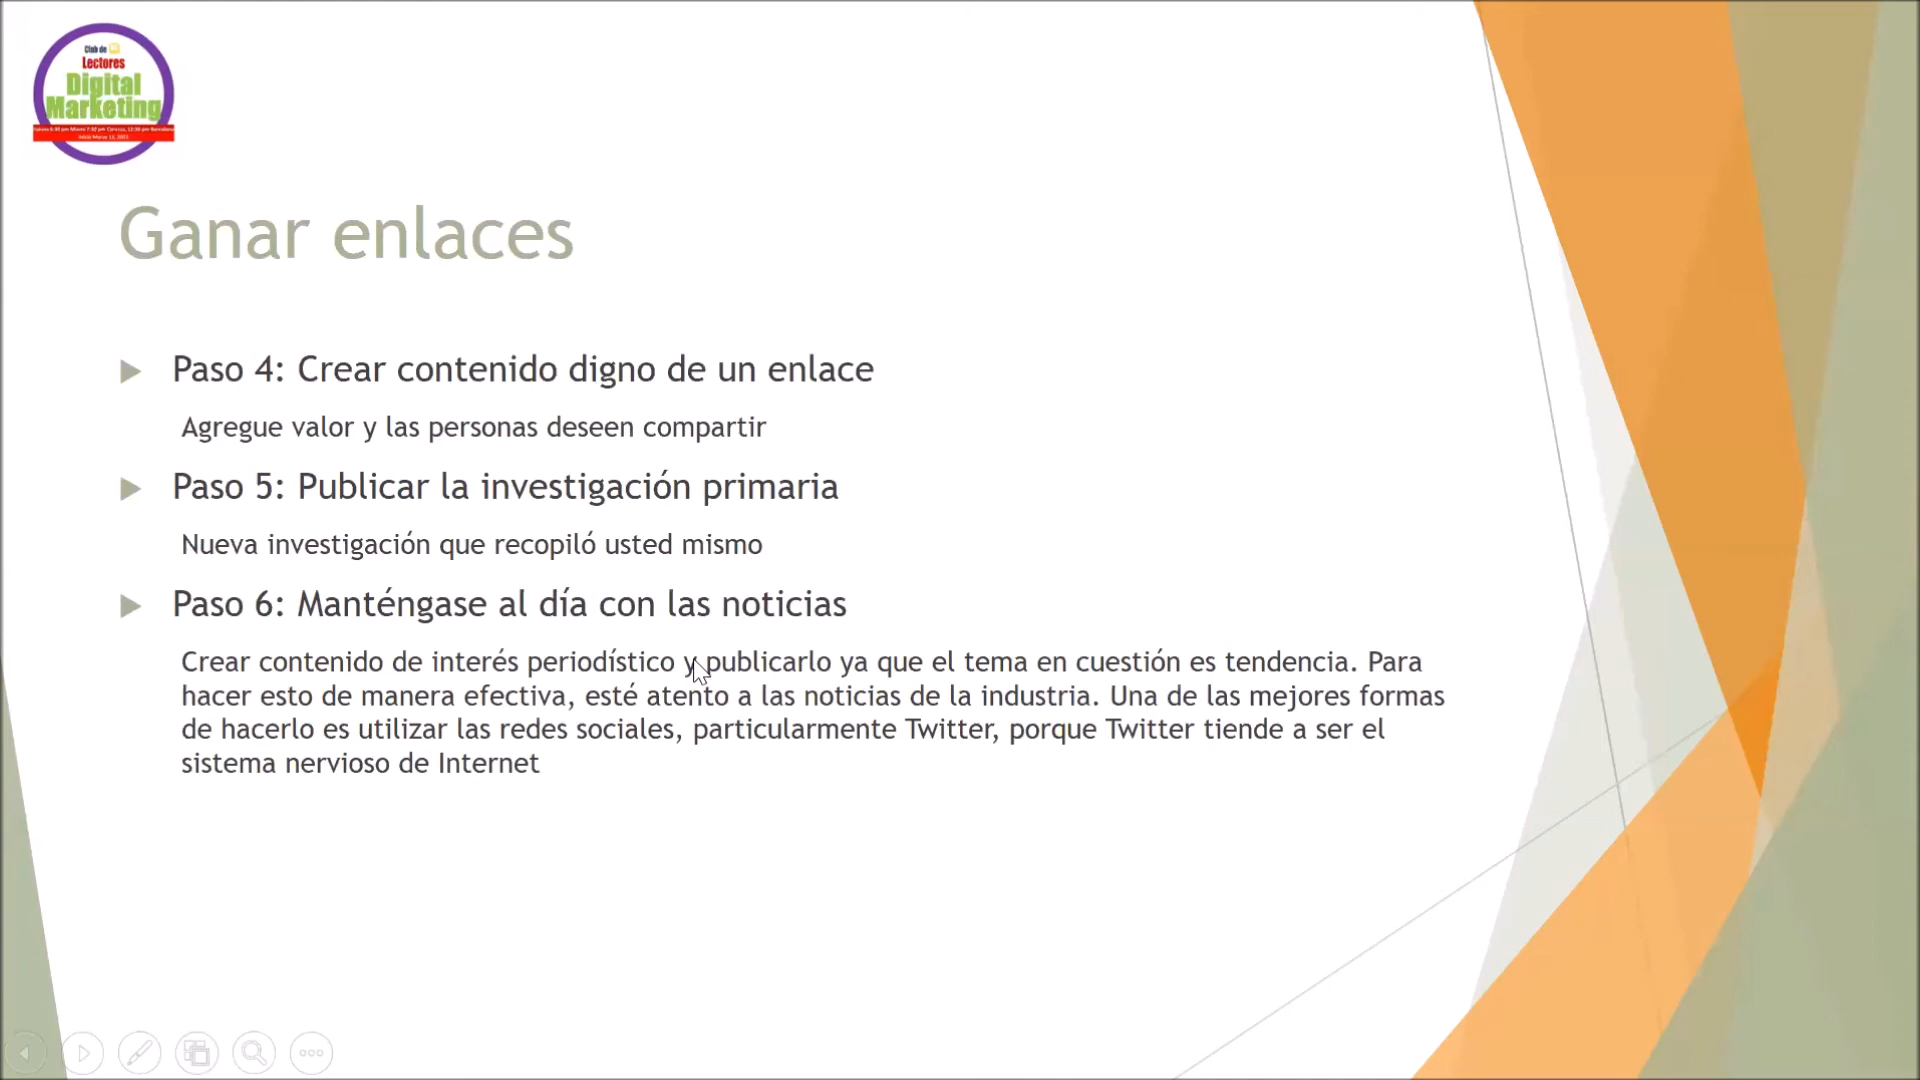 Club de
Lectores
Digital
Marketing
Ganar enlaces
Paso 4: Crear contenido digno de un enlace
Agregue valor y las personas deseen compartir
Paso 5: Publicar la investigación primaria
Nueva investigación que recopiló usted mismo
Paso 6: Manténgase al día con las noticias
Crear contenido de interés periodístico y publicarlo ya que el tema en cuestión es tendencia. Para
hacer esto de manera efectiva, esté atento a las noticias de la industria. Una de las mejores formas
de hacerlo es utilizar las redes sociales, particularmente Twitter, porque Twitter tiende a ser el
sistema nervioso de Internet